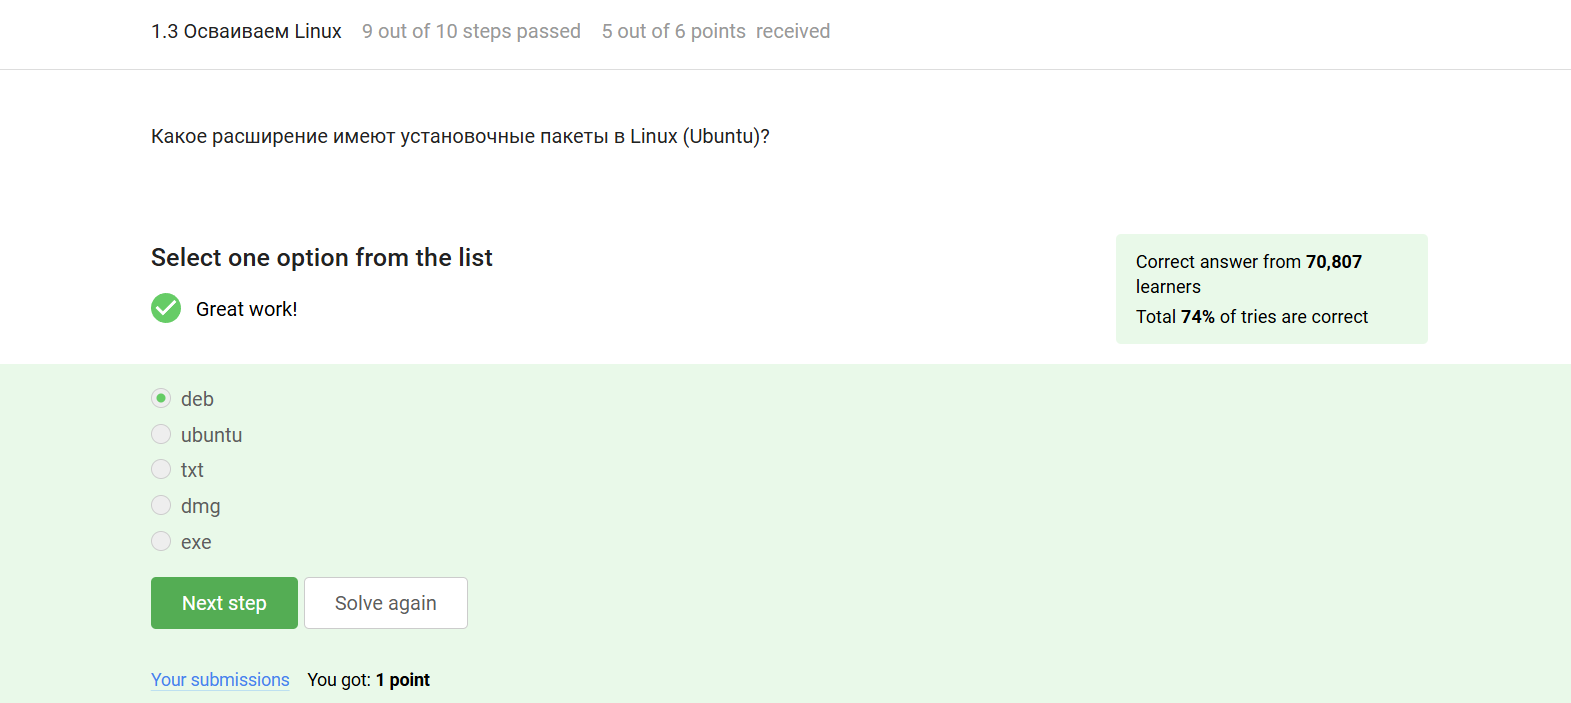 1.3 Осваиваем Linux 9 out of 10 steps passed 5 out of 6 points received
Какое расширение имеют установочные пакеты в Linux (Ubuntu)?
Select one option from the list
Great work!
Correct answer from 70,807
learners
Total 74% of tries are correct
deb
ubuntu
txt
dmg
exe
Next step Solve again
Your submissions You got: 1 point